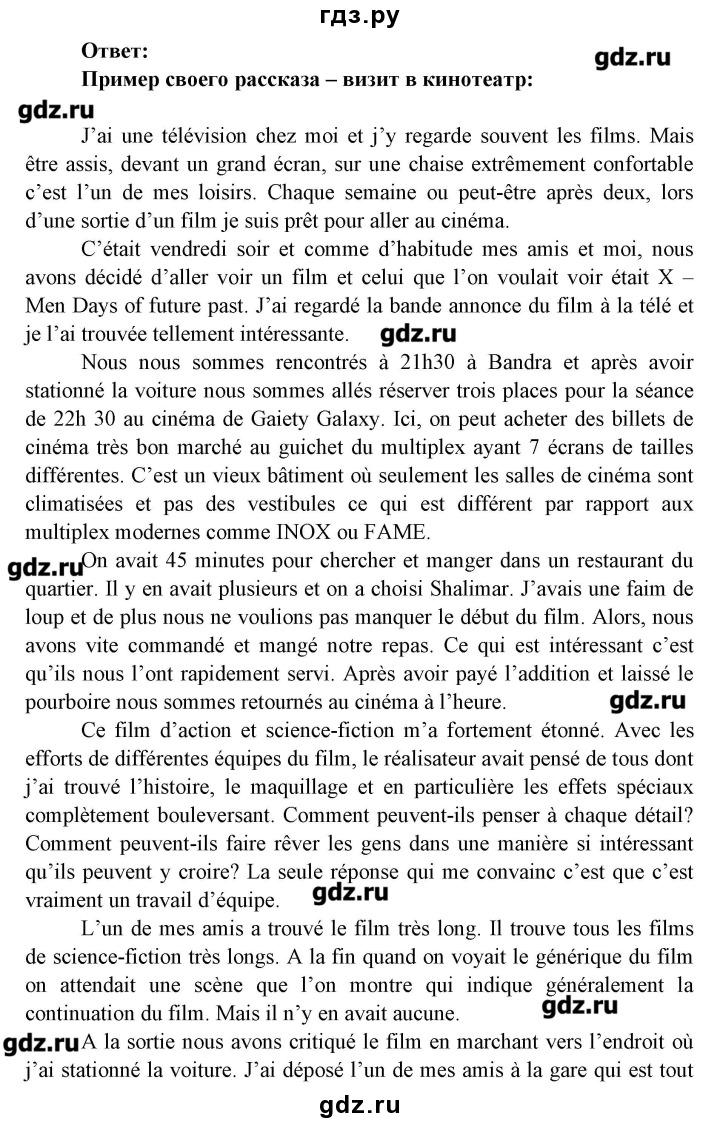 гдз.ру
Ответ:
gdz.ru
Пример своего рассказа – визит в кинотеатр:
gdz.ru
J’ai une télévision chez moi et j’y regarde souvent les films. Mais
être assis, devant un grand écran, sur une chaise extrêmement confortable
c’est l’un de mes loisirs. Chaque semaine ou peut-être après deux, lors
d’une sortie d’un film je suis prêt pour aller au cinéma.
C’était vendredi soir et comme d’habitude mes amis et moi, nous
avons décidé d’aller voir un film et celui que l’on voulait voir était X –
Men Days of future past. J’ai regardé la bande annonce du film à la télé et
je l’ai trouvée tellement intéressante. gdz.ru
Nous nous sommes rencontrés à 21h30 à Bandra et après avoir
stationné la voiture nous sommes allés réserver trois places pour la séance
de 22h 30 au cinéma de Gaiety Galaxy. Ici, on peut acheter des billets de
cinéma très bon marché au guichet du multiplex ayant 7 écrans de tailles
différentes. C’est un vieux bâtiment où seulement les salles de cinéma sont
climatisées et pas des vestibules ce qui est différent par rapport aux
multiplex modernes comme INOX ou FAME.
gdz.ru On avait 45 minutes pour chercher et manger dans un restaurant du
quartier. Il y en avait plusieurs et on a choisi Shalimar. J’avais une faim de
loup et de plus nous ne voulions pas manquer le début du film. Alors, nous
avons vite commandé et mangé notre repas. Ce qui est intéressant c’est
qu’ils nous l’ont rapidement servi. Après avoir payé l’addition et laissé le
pourboire nous sommes retournés au cinéma à l’heure. gdz.ru
Ce film d’action et science-fiction m’a fortement étonné. Avec les
efforts de différentes équipes du film, le réalisateur avait pensé de tous dont
j’ai trouvé l’histoire, le maquillage et en particulière les effets spéciaux
complètement bouleversant. Comment peuvent-ils penser à chaque détail?
Comment peuvent-ils faire rêver les gens dans une manière si intéressant
qu’ils peuvent y croire? La seule réponse qui me convainc c’est que c’est
vraiment un travail d’équipe. gdz.ru
L’un de mes amis a trouvé le film très long. Il trouve tous les films
de science-fiction très longs. A la fin quand on voyait le générique du film
on attendait une scène que l’on montre qui indique généralement la
continuation du film. Mais il n’y en avait aucune. gdz.ru
gdz.ru A la sortie nous avons critiqué le film en marchant vers l’endroit où
j’ai stationné la voiture. J’ai déposé l’un de mes amis à la gare qui est tout
gdz.ru